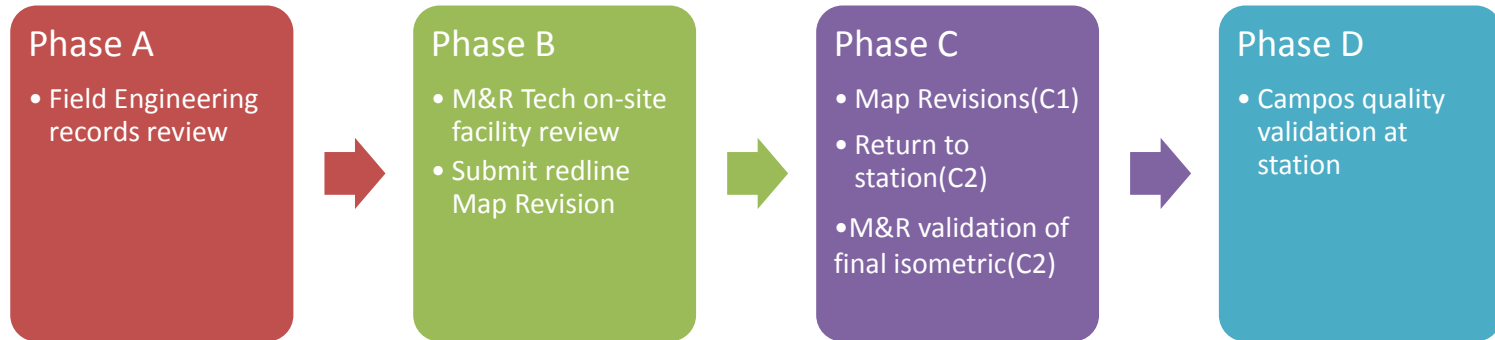 Phase A
• Field Engineering
records review
Phase B
• M&R Tech on-site
facility review
• Submit redline
Map Revision
Phase C
• Map Revisions(C1)
• Return to
station(C2)
•M&R validation of
final isometric(C2)
Phase D
• Campos quality
validation at
station